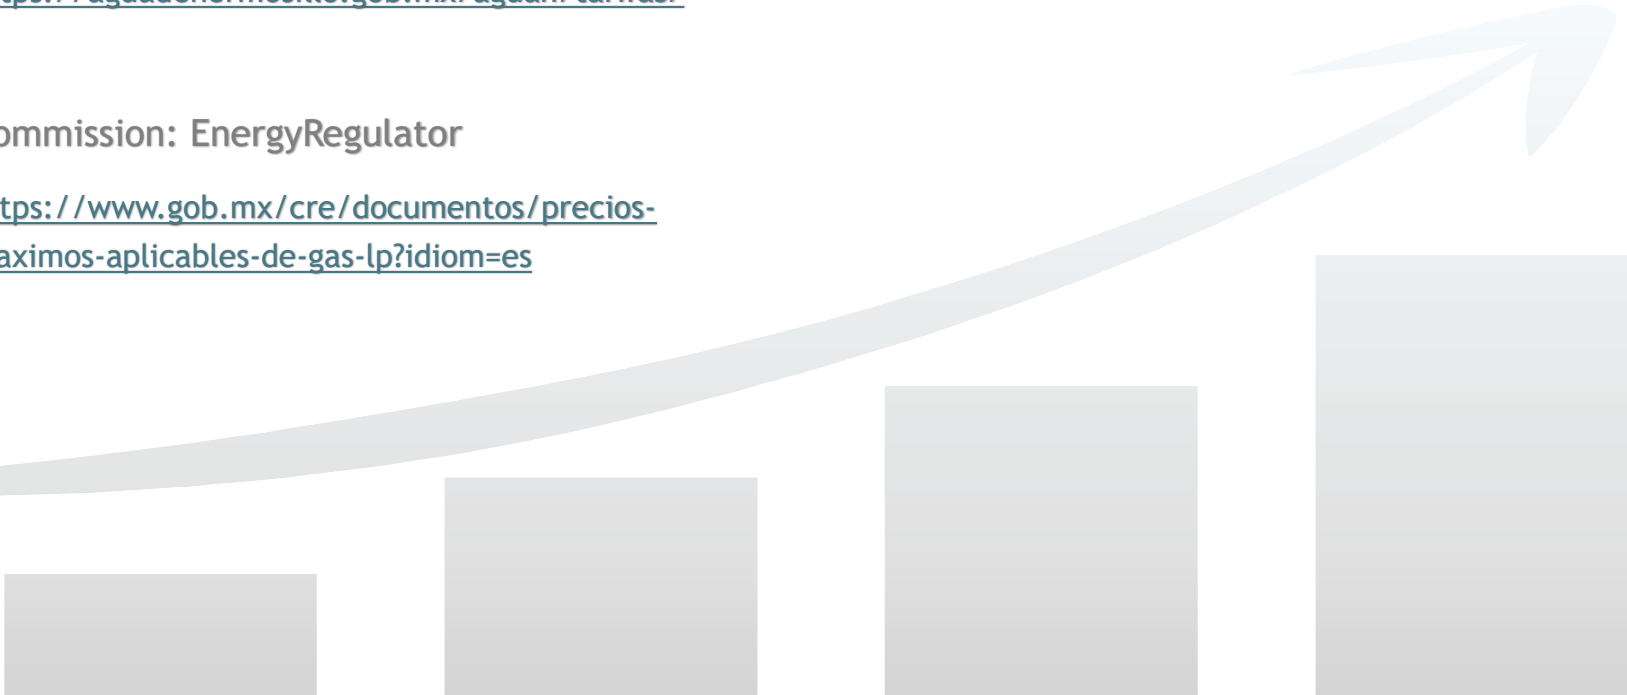 ommission: EnergyRegulator
tps://www.gob.mx/cre/documentos/precios-
aximos-aplicables-de-gas-lp?idiom=es